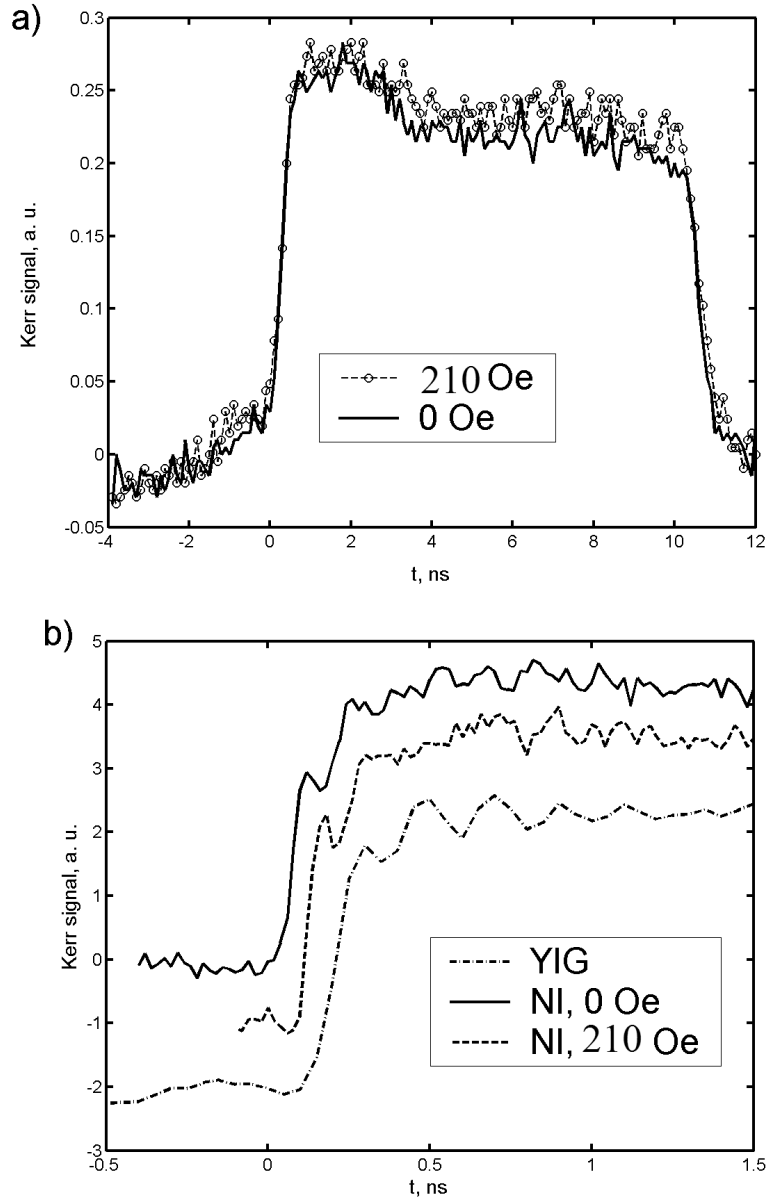 a)
0.3
0.25
0.2
0.15
0.1
0.05
0
-0.05
Kerr signal, a. u.
210 Oe
0 Oe
-4 -2 0 2 4 6 8 10 12
t, ns
b)
5
4
3
2
1
0
-1
-2
-3
Kerr signal, a. u.
YIG
NI, 0 Oe
NI, 210 Oe
-0.5 0 0.5 1 1.5
t, ns